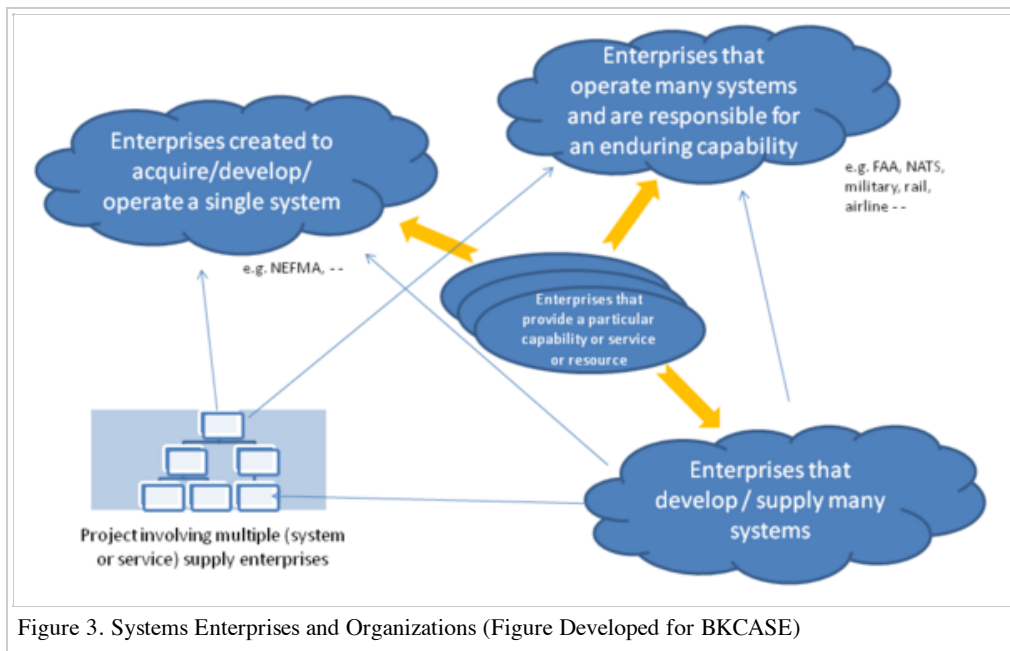 Enterprises that
operate many systems
and are responsible for
an enduring capability
e.g. FAA, NATS,
military, rail,
airline - -
Enterprises created to
acquire/develop/
operate a single system
e.g. NEFMA, - -
Enterprises that
provide a particular
capability or service
or resource
Enterprises that
develop / supply many
systems
Project involving multiple (system
or service) supply enterprises
Figure 3. Systems Enterprises and Organizations (Figure Developed for BKCASE)